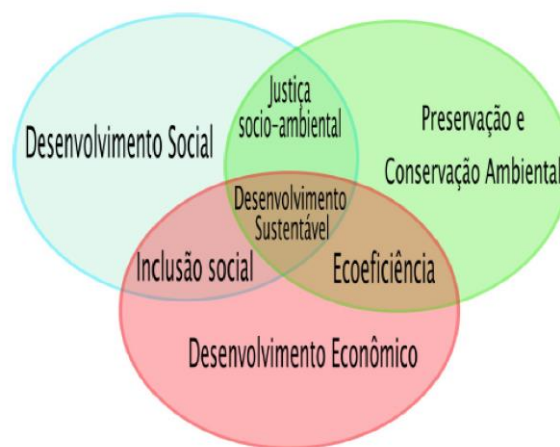 Justiça
socio-ambiental
Desenvolvimento Social
Preservação e
Conservação Ambiental
Desenvolvimento
Sustentável
Inclusão social
Ecoeficiência
Desenvolvimento Econômico